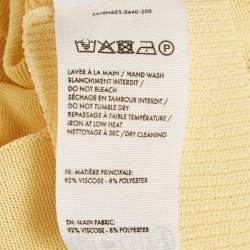 LAVER À LA MAIN / HAND WASH
BLANCHIMENT INTERDIT /
DO NOT BLEACH
SÉCHAGE EN TAMBOUR INTERDIT /
DO NOT TUMBLE DRY
REPASSAGE À FAIBLE TEMPÉRATURE /
IRON AT LOW HEAT
NETTOYAGE À SEC / DRY CLEANING
FR: MATIÈRE PRINCIPALE:
92% VISCOSE - 8% POLYESTER
EN: MAIN FABRIC:
92% VISCOSE - 8% POLYESTER